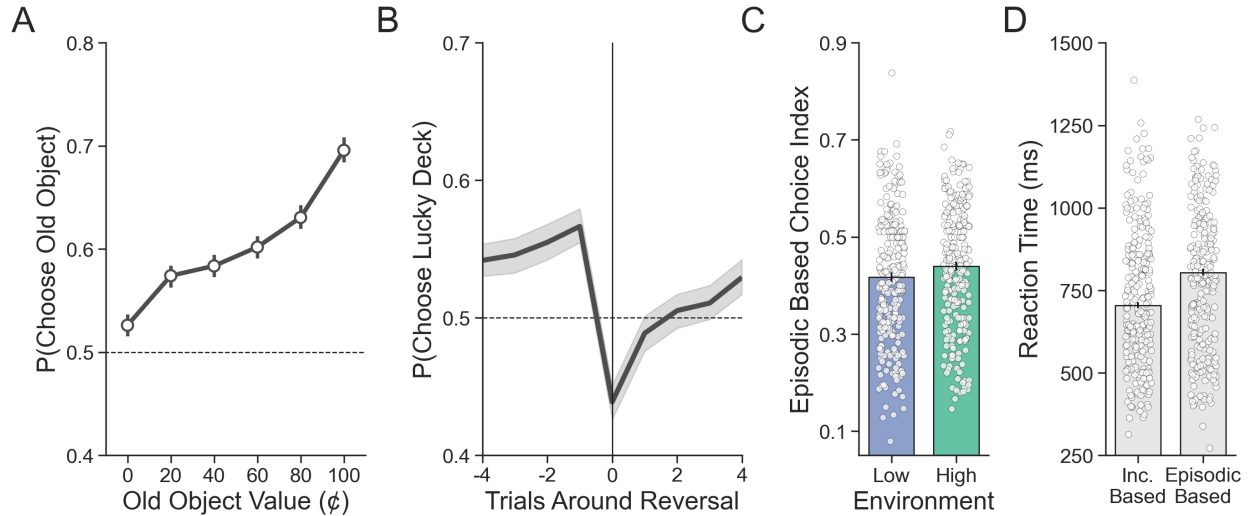 A
P(Choose Old Object)
0.8
0.7
0.6
0.5
0.4
0 20 40 60 80 100
Old Object Value (¢)
B
P(Choose Lucky Deck)
0.7
0.6
0.5
0.4
-4 -2 0 2 4
Trials Around Reversal
C
Episodic Based Choice Index
0.9
0.7
0.5
0.3
0.1
Low High
Environment
D
Reaction Time (ms)
1500
1250
1000
750
500
250
Inc. Episodic
Based Based